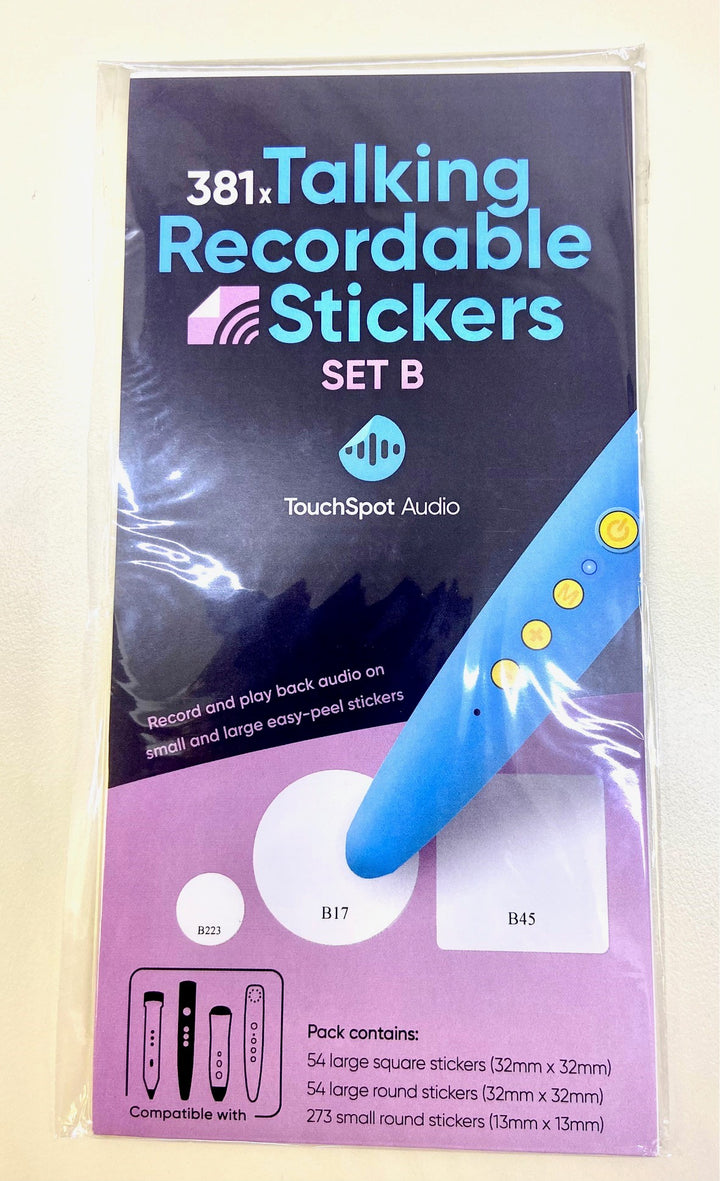 381x Talking
Recordable
Stickers
SET B
TouchSpot Audio
M
Record and play back audio on
small and large easy-peel stickers
B223
B17
B45
Compatible with
Pack contains:
54 large square stickers (32mm x 32mm)
54 large round stickers (32mm x 32mm)
273 small round stickers (13mm x 13mm)